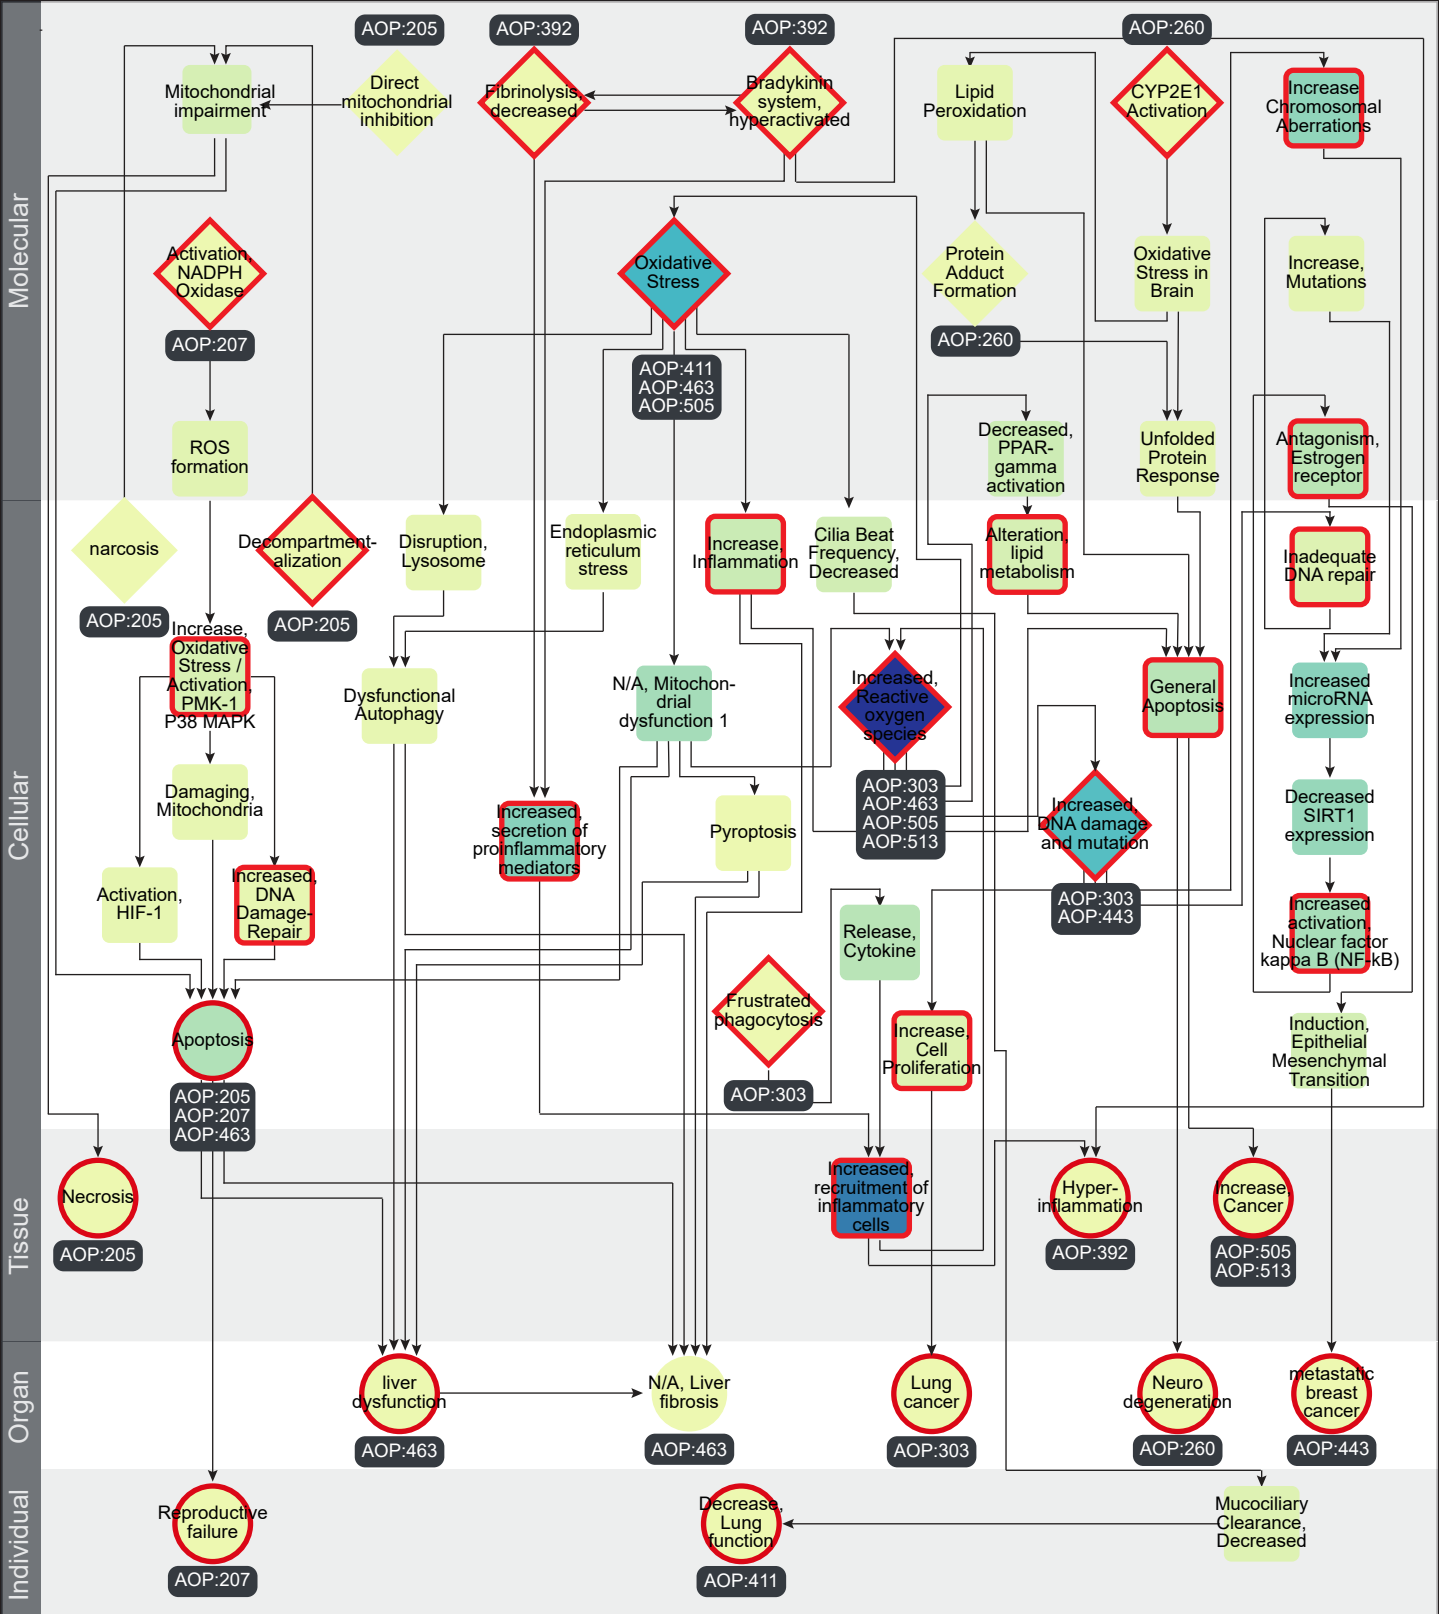 AOP:205
AOP:392
AOP:392
AOP:260
Mitochondrial
impairment
Direct
mitochondrial
inhibition
Fibrinolysis,
decreased
Bradykinin
system,
hyperactivated
Lipid
Peroxidation
CYP2E1
Activation
Increase,
Chromosomal
Aberrations
Molecular
Activation,
NADPH
Oxidase
AOP:207
Oxidative
Stress
AOP:411
AOP:463
AOP:505
Protein
Adduct
Formation
AOP:260
Oxidative
Stress in
Brain
Increase,
Mutations
ROS
formation
Decreased,
PPAR-
gamma
activation
Unfolded
Protein
Response
Antagonism,
Estrogen
receptor
narcosis
AOP:205
Decompartment-
alization
AOP:205
Disruption,
Lysosome
Endoplasmic
reticulum
stress
Increase,
Inflammation
Cilia Beat
Frequency,
Decreased
Alteration,
lipid
metabolism
Inadequate
DNA repair
Cellular
Increase,
Oxidative
Stress /
Activation,
PMK-1
P38 MAPK
Dysfunctional
Autophagy
N/A, Mitochon-
drial
dysfunction 1
Increased,
Reactive
oxygen
species
AOP:303
AOP:463
AOP:505
AOP:513
General
Apoptosis
Increased
microRNA
expression
Damaging,
Mitochondria
Increased,
secretion of
proinflammatory
mediators
Pyroptosis
Increased,
DNA damage
and mutation
AOP:303
AOP:443
Decreased
SIRT1
expression
Activation,
HIF-1
Increased,
DNA
Damage-
Repair
Release,
Cytokine
Increased
activation,
Nuclear factor
kappa B (NF-kB)
Apoptosis
AOP:205
AOP:207
AOP:463
Frustrated
phagocytosis
AOP:303
Increase,
Cell
Proliferation
Induction,
Epithelial
Mesenchymal
Transition
Tissue
Necrosis
AOP:205
Increased,
recruitment of
inflammatory
cells
Hyper-
inflammation
AOP:392
Increase,
Cancer
AOP:505
AOP:513
Organ
liver
dysfunction
AOP:463
N/A, Liver
fibrosis
AOP:463
Lung
cancer
AOP:303
Neuro
degeneration
AOP:260
metastatic
breast
cancer
AOP:443
Individual
Reproductive
failure
AOP:207
Decrease,
Lung
function
AOP:411
Mucociliary
Clearance,
Decreased